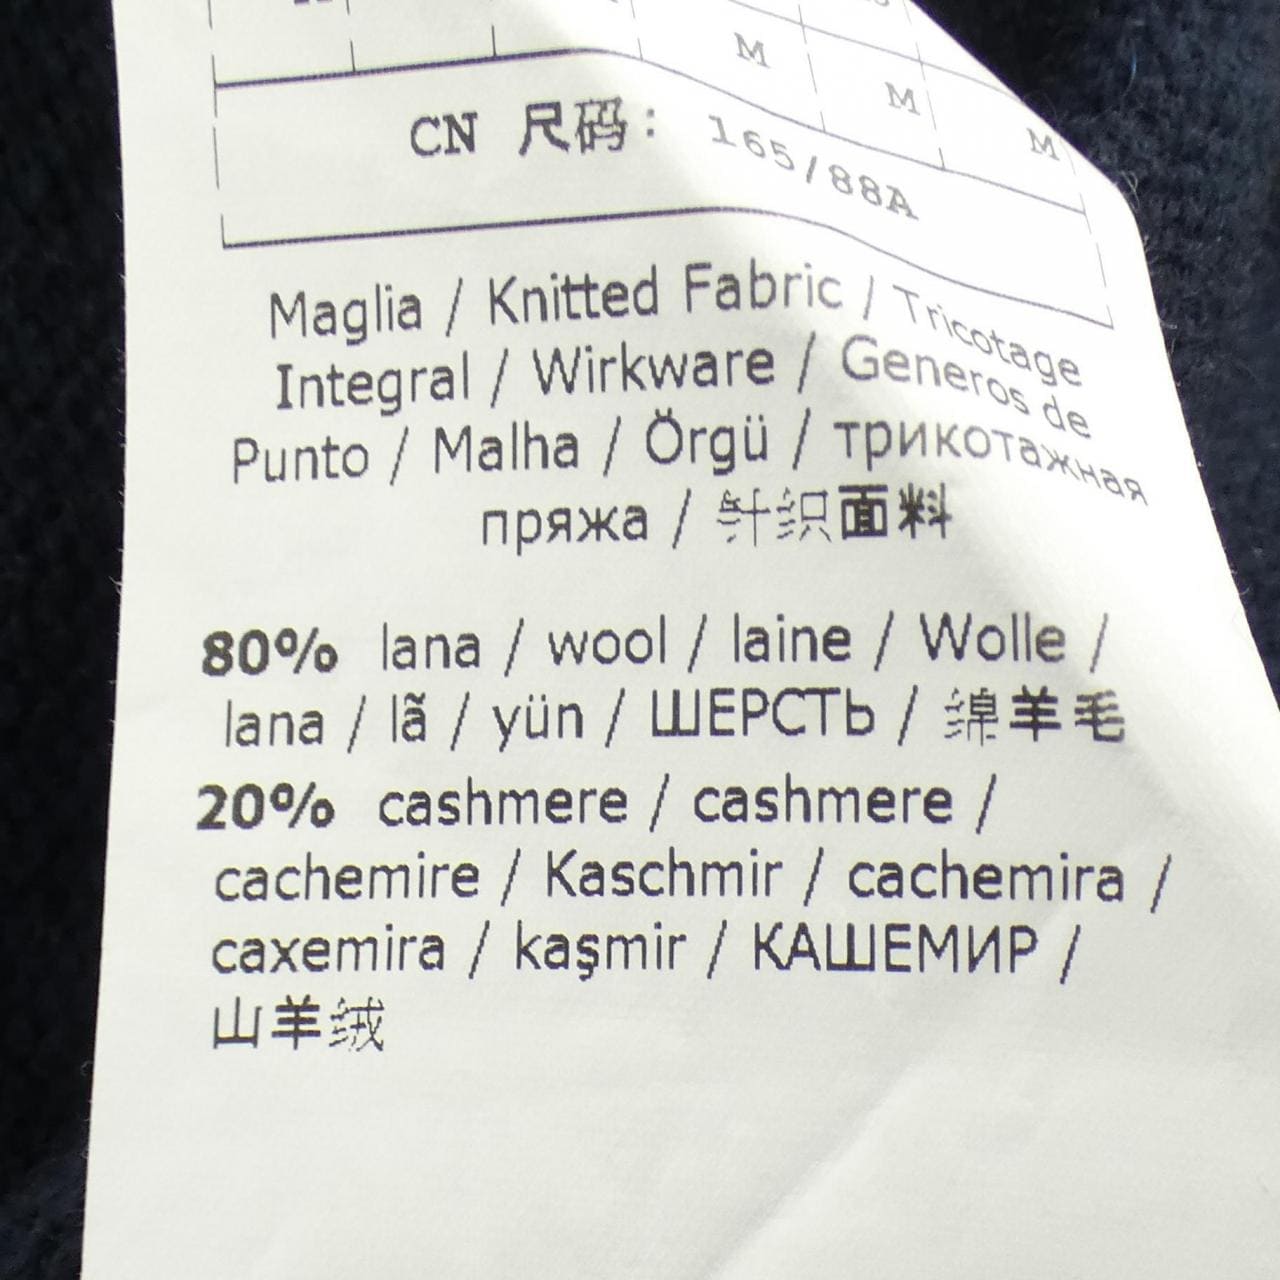 M M M
CN 尺码: 165/88A
Maglia / Knitted Fabric / Tricotage
Integral / Wirkware / Generos de
Punto / Malha / Örgü / трикотажная
пряжа / 针织面料
80% lana / wool / laine / Wolle /
lana / lã / yün / ШЕРСТЬ / 绵羊毛
20% cashmere / cashmere /
cachemire / Kaschmir / cachemira /
caxemira / kaşmir / КАШЕМИР /
山羊绒